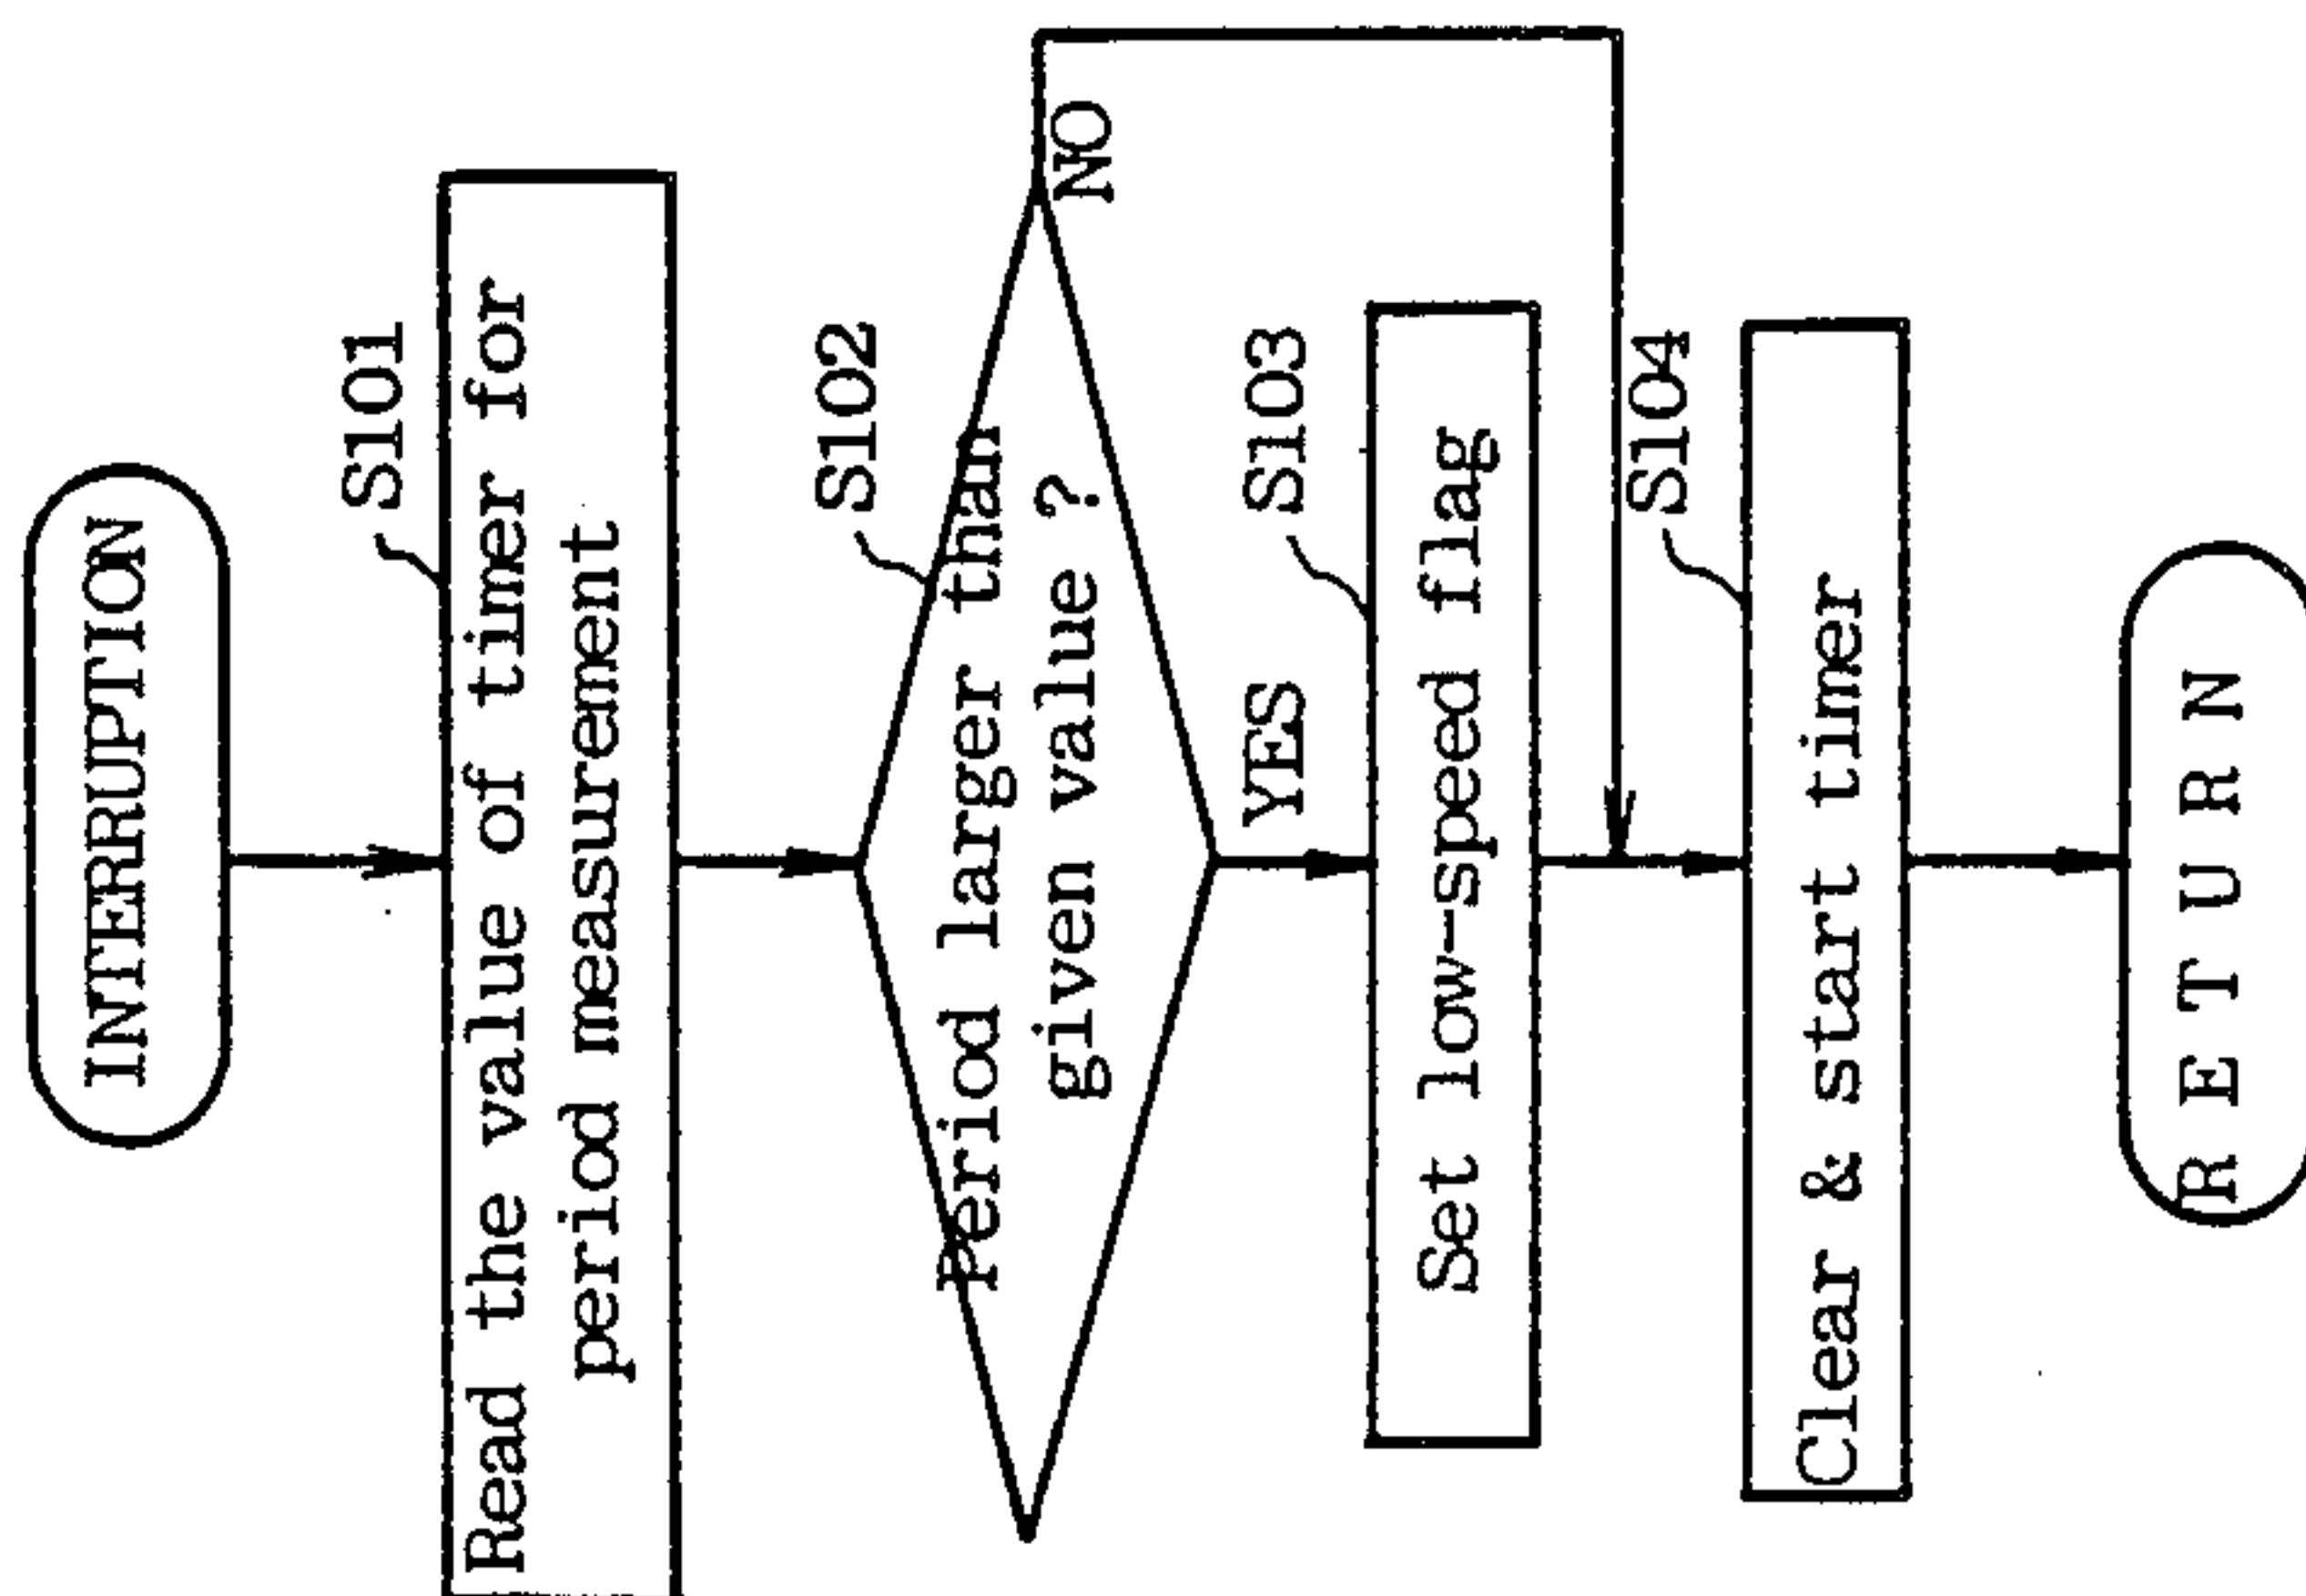 INTERRUPTION
S101
Read the value of timer for
period measurement
S102
Period larger than
given value ?
NO
YES
S103
Set low-speed flag
S104
Clear & start timer
RETURN